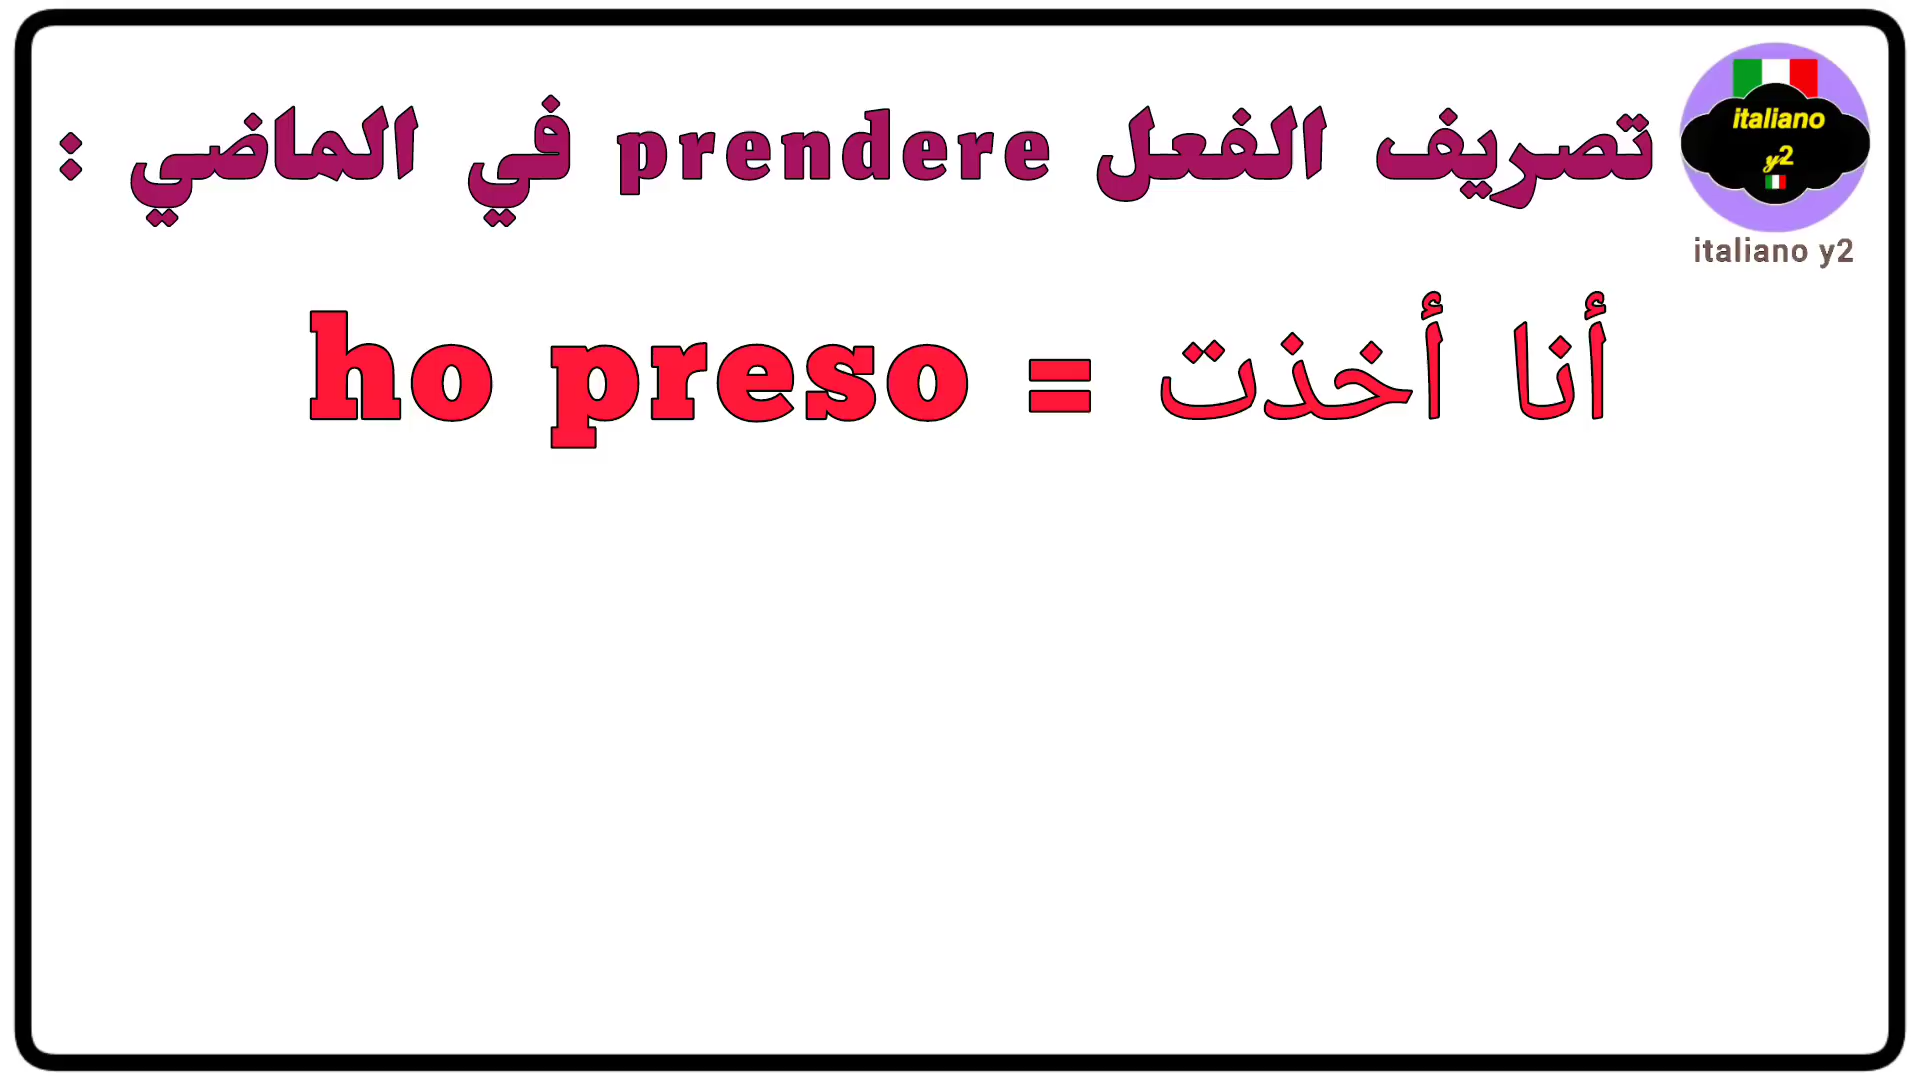 تصريف الفعل prendere في الماضي :
italiano
y2
italiano y2
أنا أخذت = ho preso